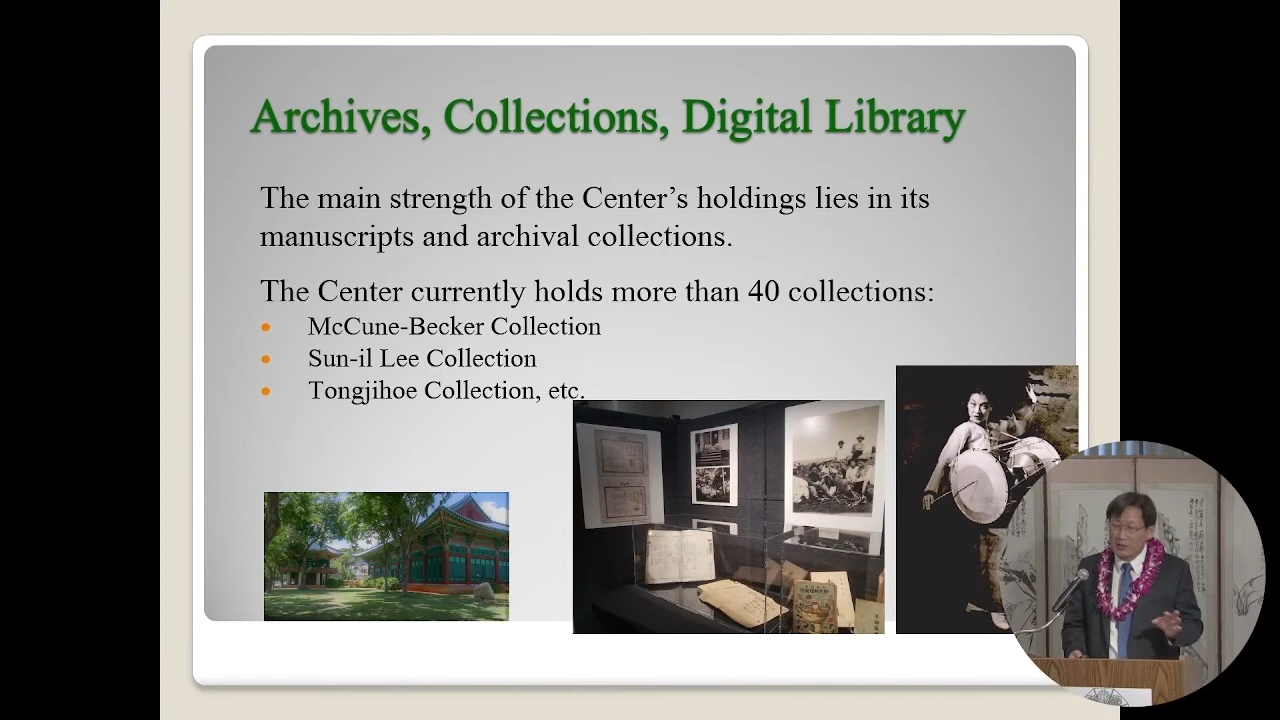 Archives, Collections, Digital Library
The main strength of the Center's holdings lies in its
manuscripts and archival collections.
The Center currently holds more than 40 collections:
McCune-Becker Collection
Sun-il Lee Collection
Tongjihoe Collection, etc.